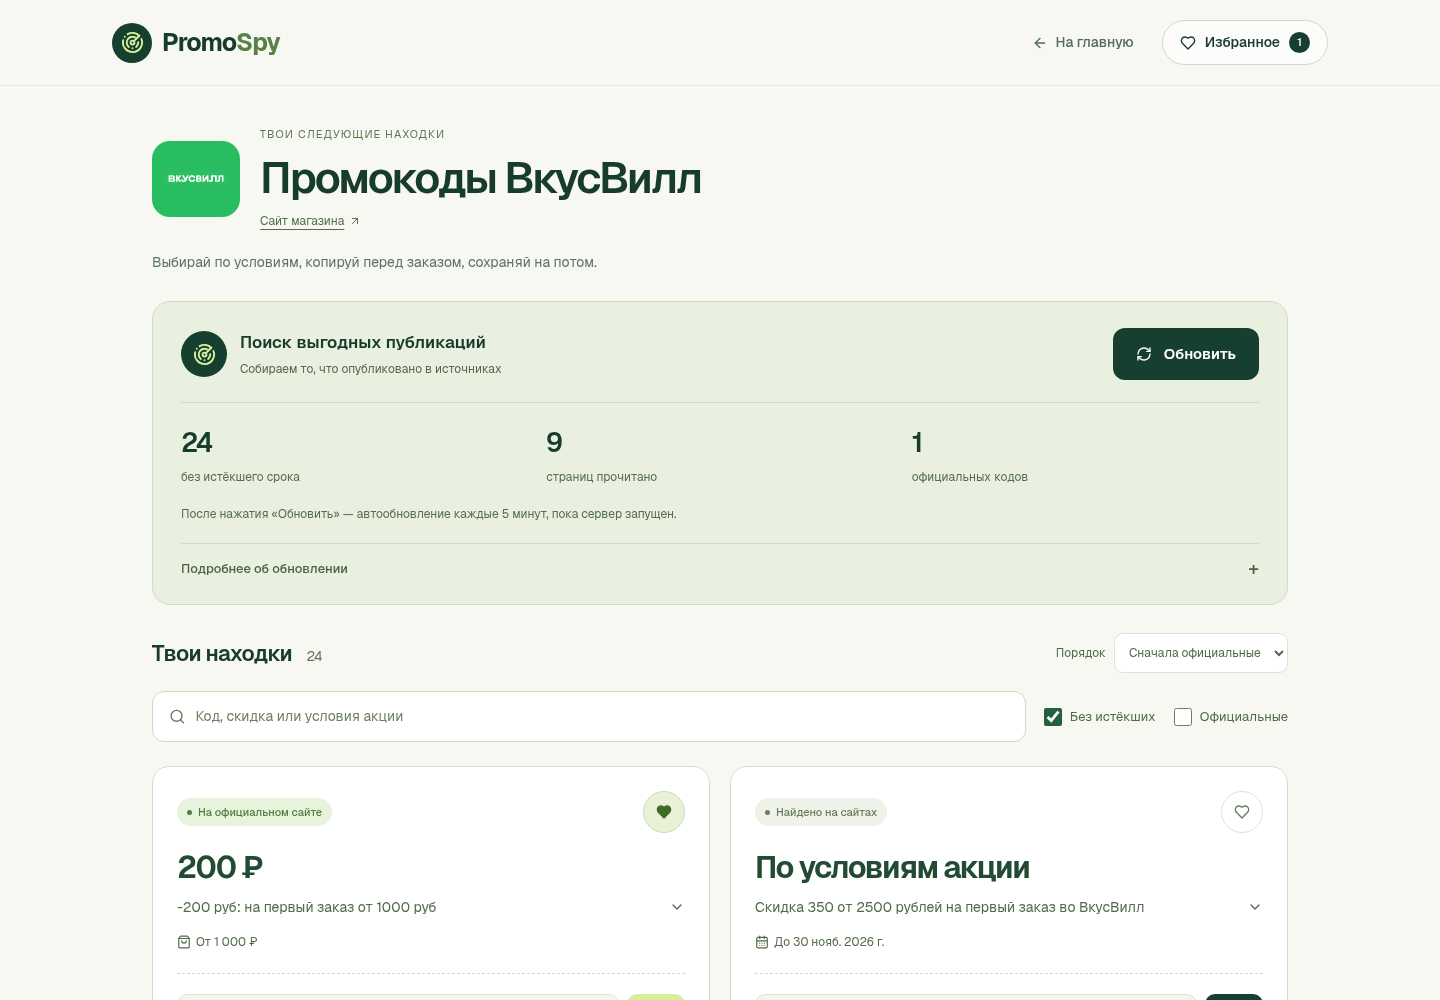 PromoSpy
На главную
Избранное 1
ТВОИ СЛЕДУЮЩИЕ НАХОДКИ
ВКУСВИЛЛ
Промокоды ВкусВилл
Сайт магазина
Выбирай по условиям, копируй перед заказом, сохраняй на потом.
Поиск выгодных публикаций
Собираем то, что опубликовано в источниках
Обновить
24
без истёкшего срока
9
страниц прочитано
1
официальных кодов
После нажатия «Обновить» — автообновление каждые 5 минут, пока сервер запущен.
Подробнее об обновлении +
Твои находки 24
Порядок
Сначала официальные
Код, скидка или условия акции
Без истёкших
Официальные
На официальном сайте
200 ₽
-200 руб: на первый заказ от 1000 руб
От 1 000 ₽
Найдено на сайтах
По условиям акции
Скидка 350 от 2500 рублей на первый заказ во ВкусВилл
До 30 нояб. 2026 г.